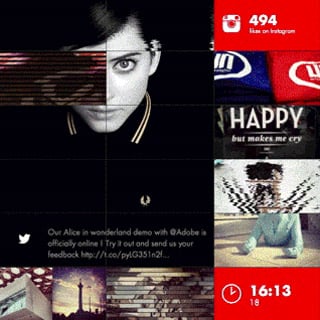 494
likes on Instagram
HAPPY
but makes me cry
Our Alice in wonderland demo with @Adobe is
officially online ! Try it out and send us your
feedback http://t.co/pyLG351n2f...
16:13
18